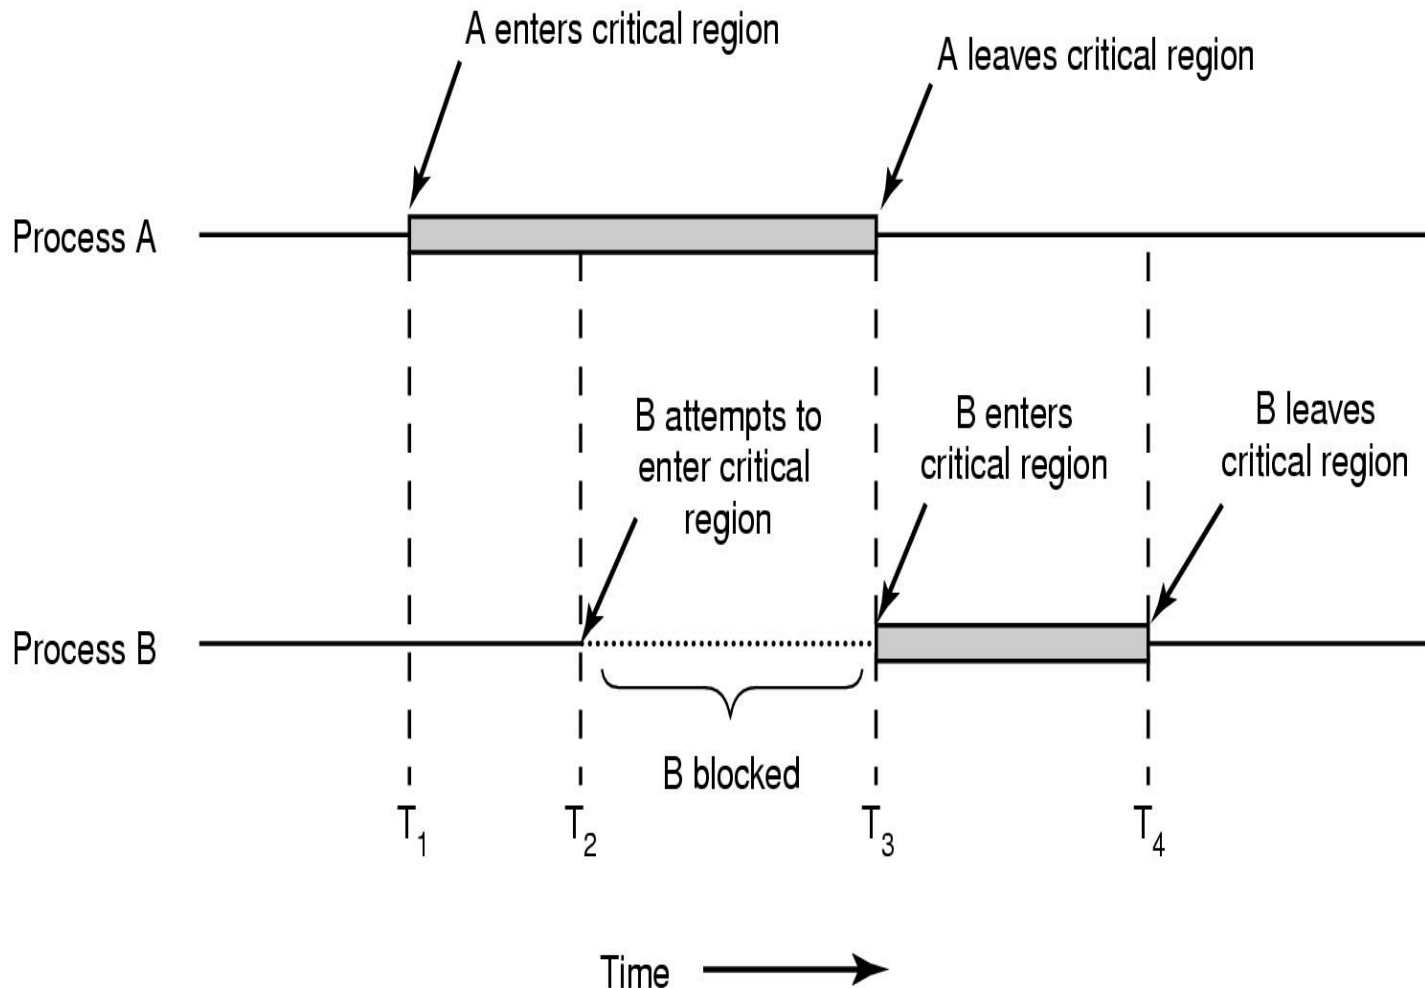 A enters critical region
A leaves critical region
Process A
B attempts to
enter critical
region
B enters
critical region
B leaves
critical region
Process B
B blocked
T1
T2
T3
T4
Time